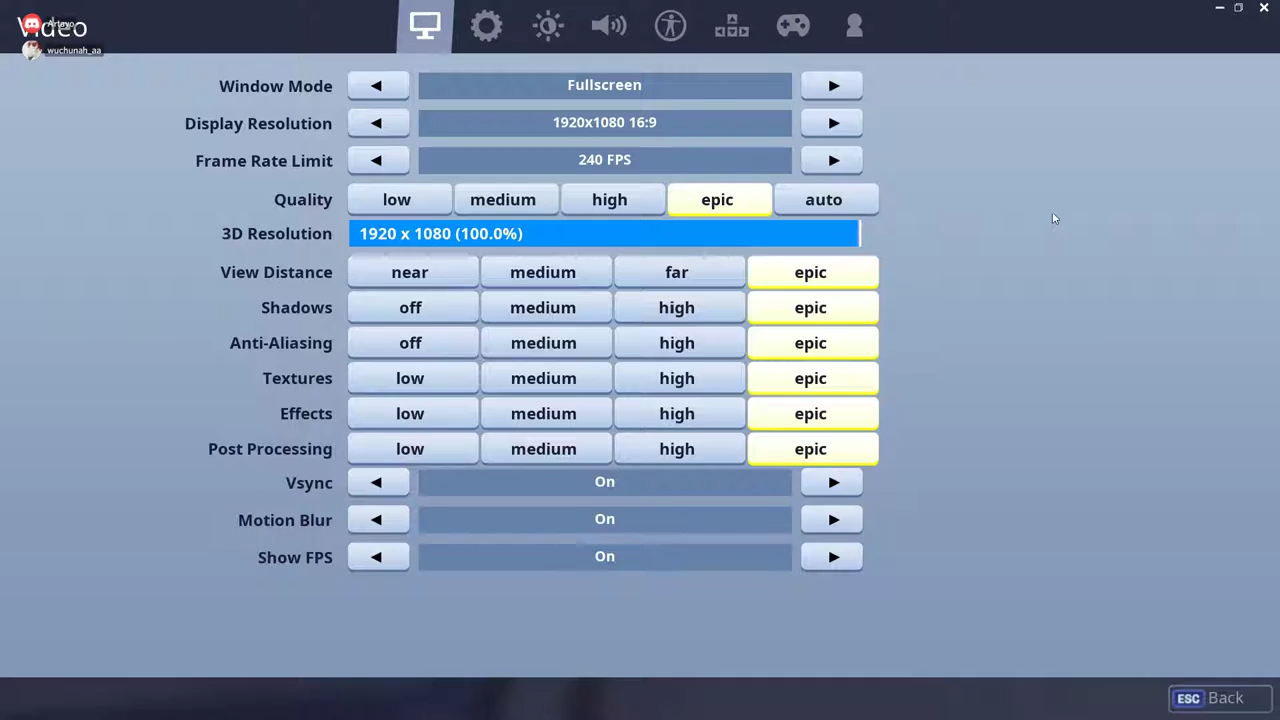 Video
Artayo
wuchunah_aa
Window Mode Fullscreen
Display Resolution 1920x1080 16:9
Frame Rate Limit 240 FPS
Quality low medium high epic auto
3D Resolution 1920 x 1080 (100.0%)
View Distance near medium far epic
Shadows off medium high epic
Anti-Aliasing off medium high epic
Textures low medium high epic
Effects low medium high epic
Post Processing low medium high epic
Vsync On
Motion Blur On
Show FPS On
ESC Back